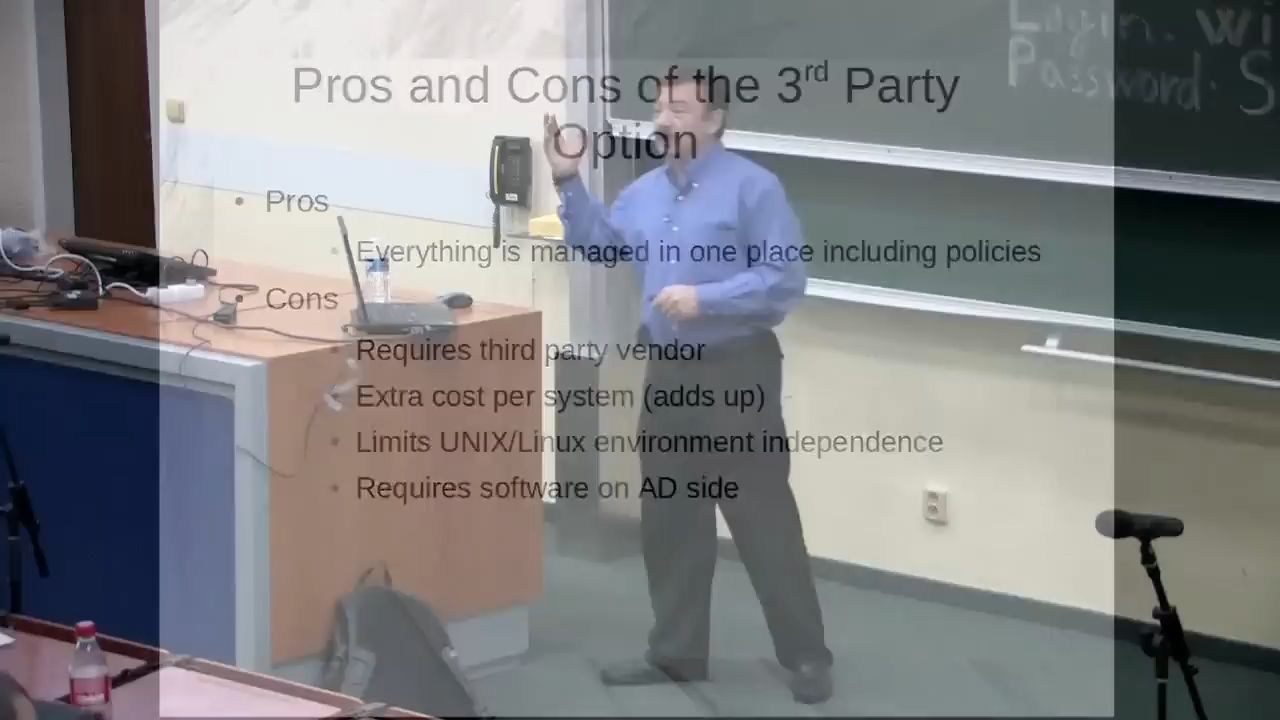 Login: wi
Password: S
Pros and Cons of the 3rd Party
Option
• Pros
• Everything is managed in one place including policies
• Cons
• Requires third party vendor
• Extra cost per system (adds up)
• Limits UNIX/Linux environment independence
• Requires software on AD side